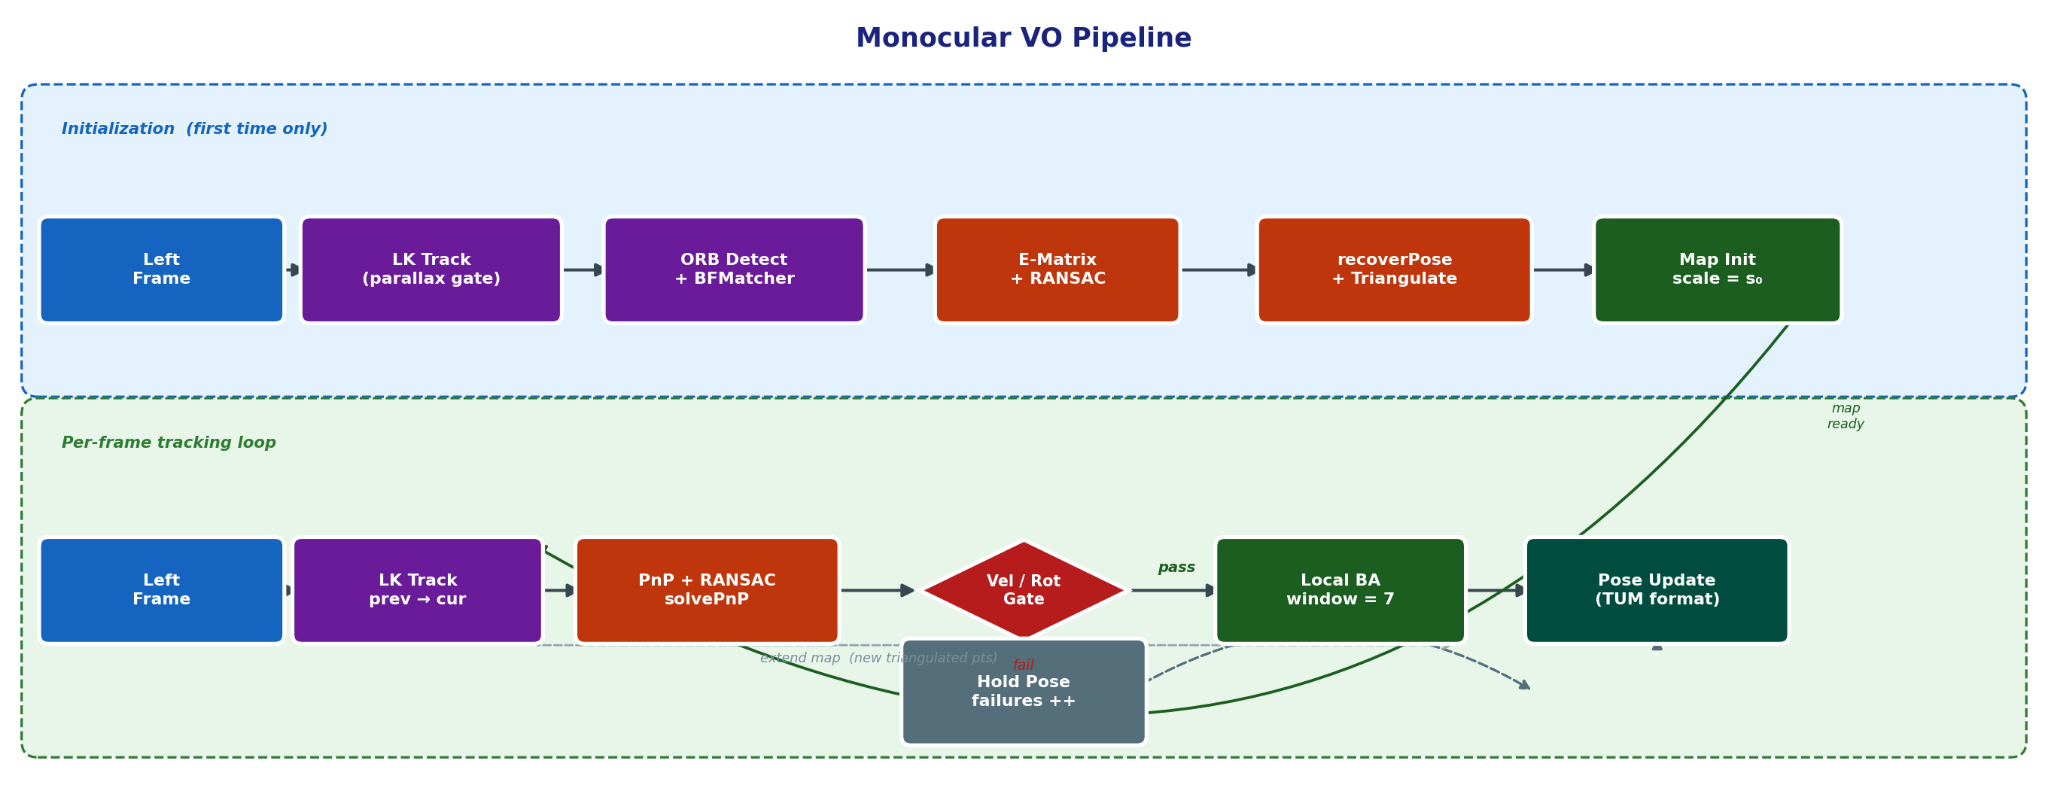 Monocular VO Pipeline
Initialization  (first time only)
Left
Frame
LK Track
(parallax gate)
ORB Detect
+ BFMatcher
E-Matrix
+ RANSAC
recoverPose
+ Triangulate
Map Init
scale = s₀
map
ready
Per-frame tracking loop
Left
Frame
LK Track
prev → cur
PnP + RANSAC
solvePnP
Vel / Rot
Gate
pass
Local BA
window = 7
Pose Update
(TUM format)
extend map  (new triangulated pts)
fail
Hold Pose
failures ++